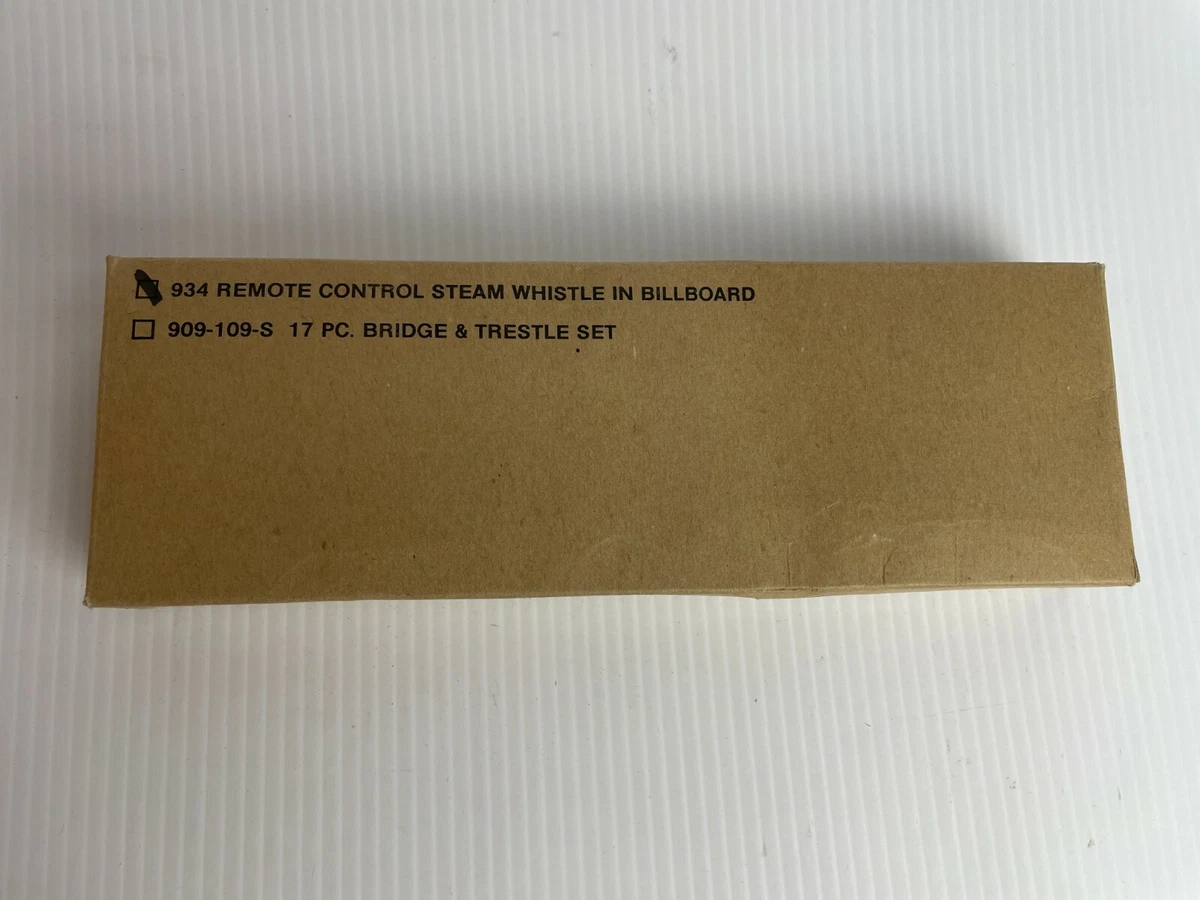 934 REMOTE CONTROL STEAM WHISTLE IN BILLBOARD
909-109-S 17 PC. BRIDGE & TRESTLE SET